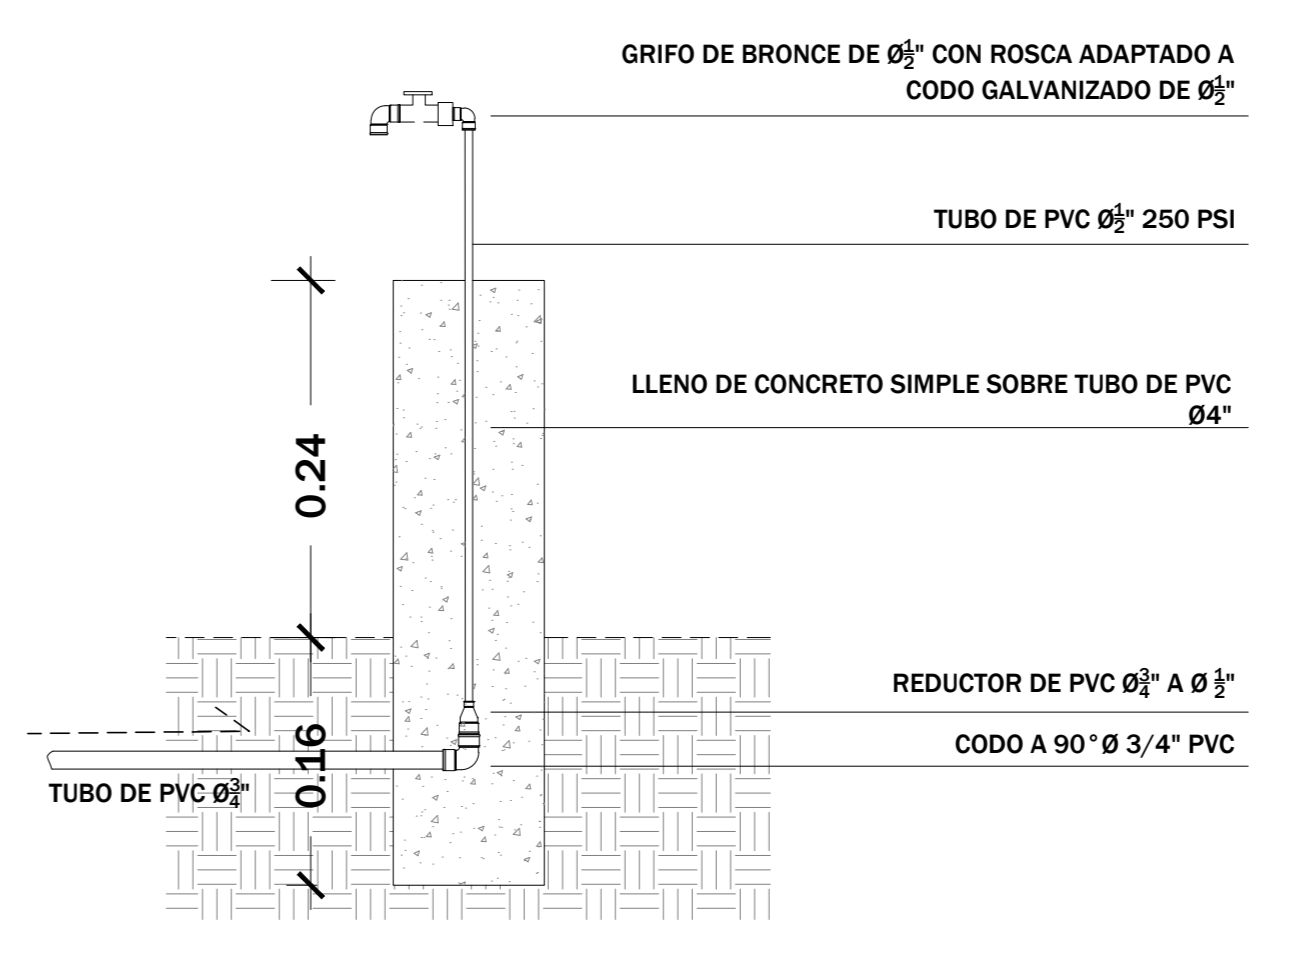 GRIFO DE BRONCE DE Ø½" CON ROSCA ADAPTADO A
CODO GALVANIZADO DE Ø½"
TUBO DE PVC Ø½" 250 PSI
LLENO DE CONCRETO SIMPLE SOBRE TUBO DE PVC
Ø4"
0.24
REDUCTOR DE PVC Ø¾" A Ø ½"
CODO A 90°Ø 3/4" PVC
0.16
TUBO DE PVC Ø¾"